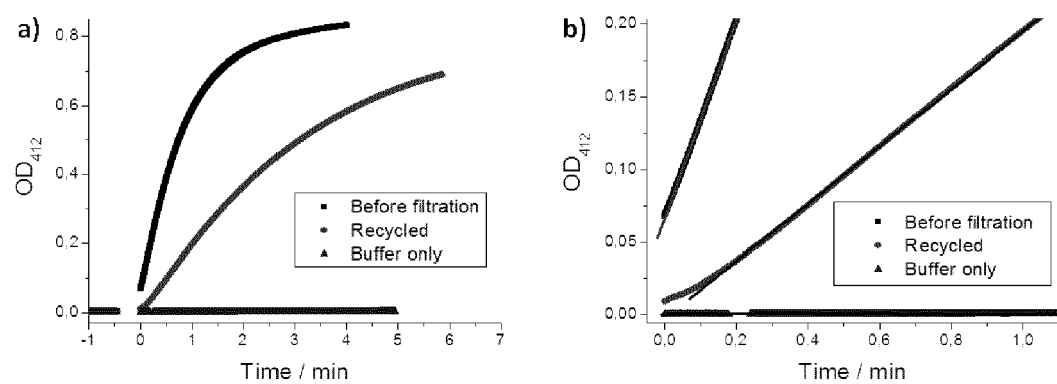 a)
OD412
0.8
0.6
0.4
0.2
0.0
Before filtration
Recycled
Buffer only
-1 0 1 2 3 4 5 6 7
Time / min
b)
OD412
0,20
0,15
0,10
0,05
0,00
Before filtration
Recycled
Buffer only
0,0 0,2 0,4 0,6 0,8 1,0
Time / min